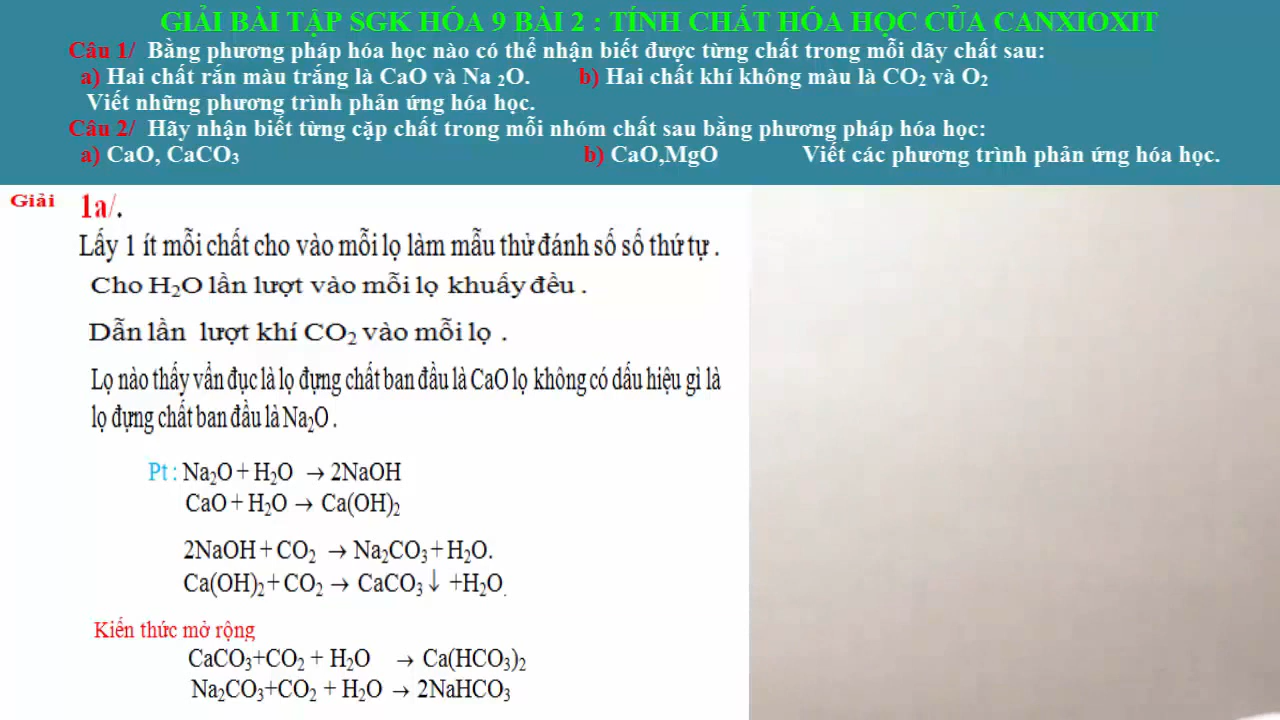 GIẢI BÀI TẬP SGK HÓA 9 BÀI 2 : TÍNH CHẤT HÓA HỌC CỦA CANXIOXIT
Câu 1/ Bằng phương pháp hóa học nào có thể nhận biết được từng chất trong mỗi dãy chất sau:
a) Hai chất rắn màu trắng là CaO và Na ₂O. b) Hai chất khí không màu là CO₂ và O₂
Viết những phương trình phản ứng hóa học.
Câu 2/ Hãy nhận biết từng cặp chất trong mỗi nhóm chất sau bằng phương pháp hóa học:
a) CaO, CaCO₃ b) CaO,MgO Viết các phương trình phản ứng hóa học.
Giải 1a/.
Lấy 1 ít mỗi chất cho vào mỗi lọ làm mẫu thử đánh số số thứ tự .
Cho H₂O lần lượt vào mỗi lọ khuấy đều .
Dẫn lần lượt khí CO₂ vào mỗi lọ .
Lọ nào thấy vẩn đục là lọ đựng chất ban đầu là CaO lọ không có dấu hiệu gì là
lọ đựng chất ban đầu là Na₂O .
Pt : Na₂O + H₂O → 2NaOH
CaO + H₂O → Ca(OH)₂
2NaOH + CO₂ → Na₂CO₃ + H₂O.
Ca(OH)₂ + CO₂ → CaCO₃↓ +H₂O.
Kiến thức mở rộng
CaCO₃+CO₂ + H₂O → Ca(HCO₃)₂
Na₂CO₃+CO₂ + H₂O → 2NaHCO₃